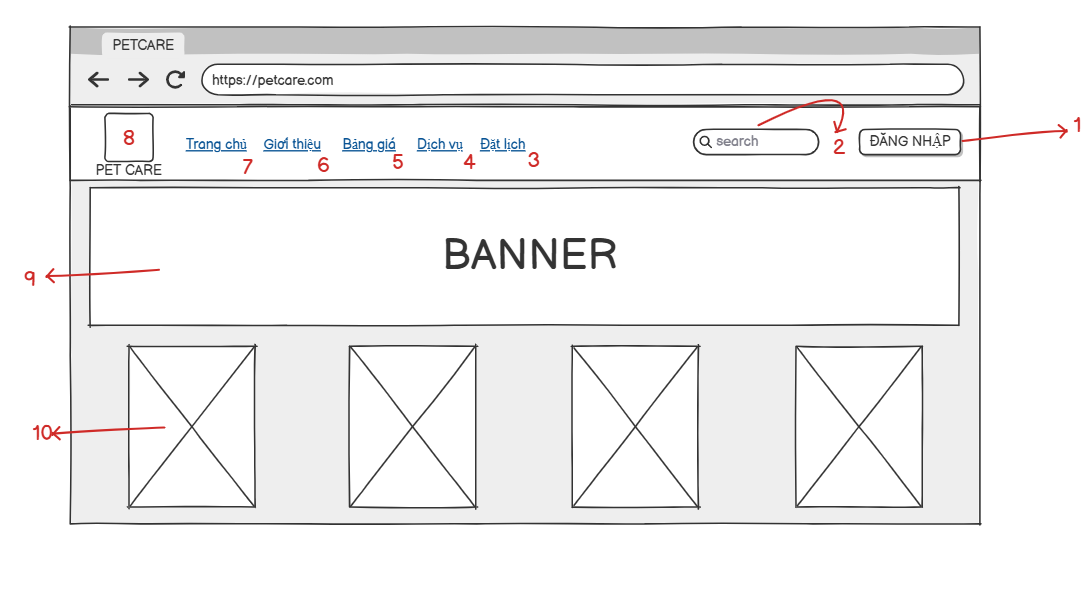 PETCARE
https://petcare.com
8
PET CARE
Trang chủ
7
Giới thiệu
6
Bảng giá
5
Dịch vụ
4
Đặt lịch
3
search
2
ĐĂNG NHẬP
1
BANNER
9
10